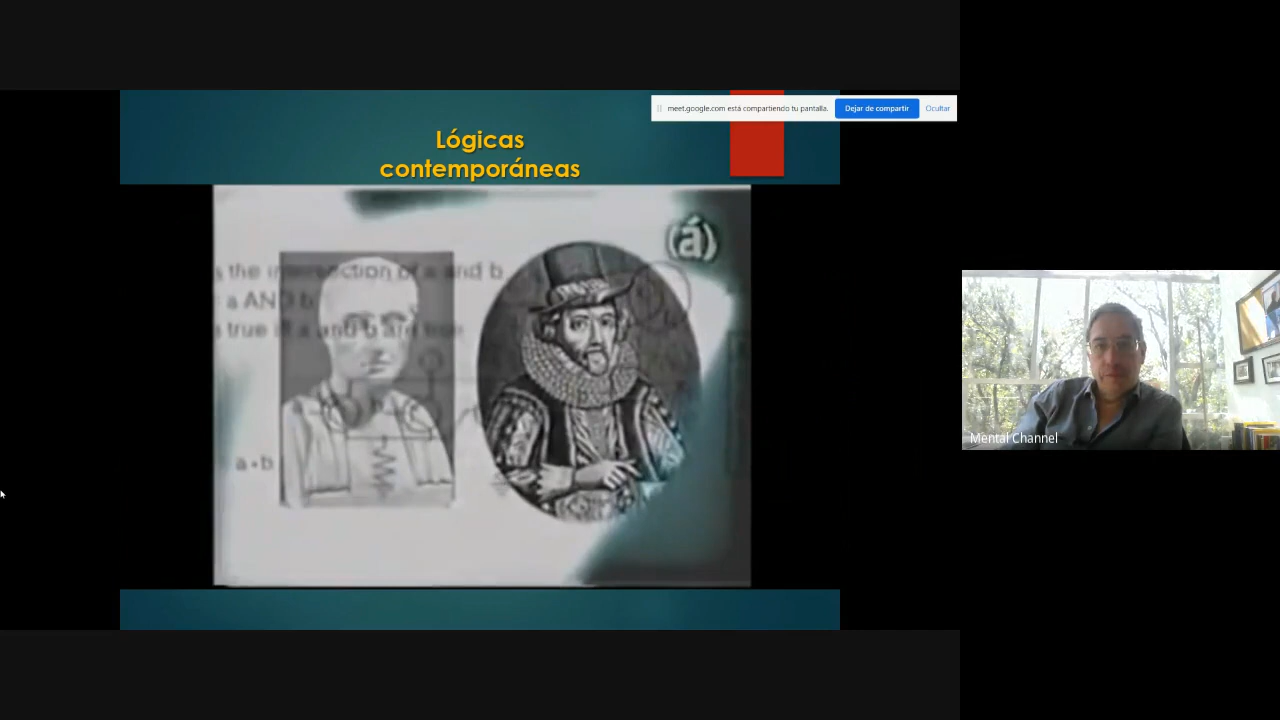 meet.google.com está compartiendo tu pantalla.
Dejar de compartir
Ocultar
Lógicas
contemporáneas
(á)
the intersection of a and b
a AND b
true if a and b are true
a•b
Mental Channel